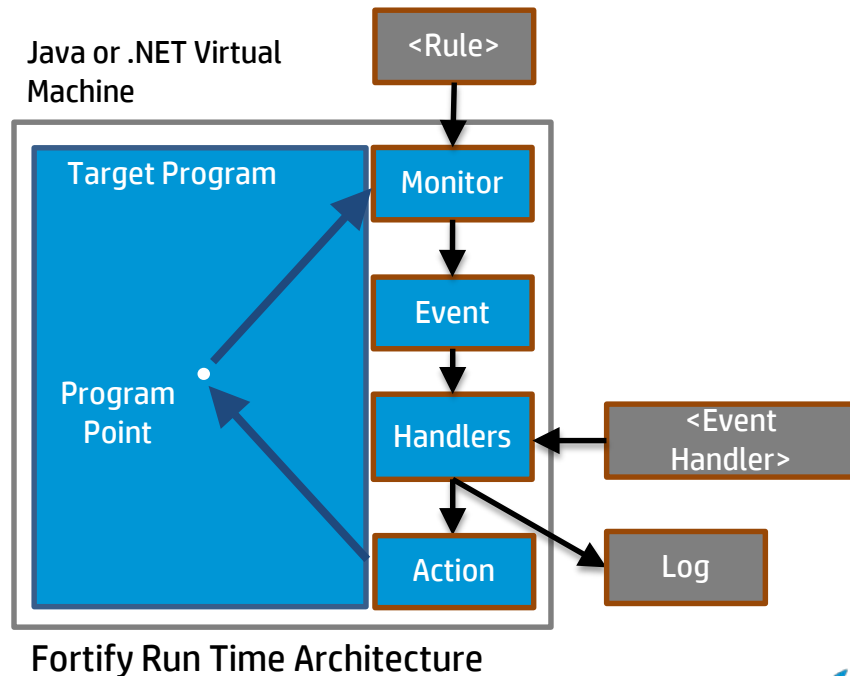 <Rule>
Java or .NET Virtual
Machine
Target Program
Monitor
Event
Program
Point
Handlers
<Event
Handler>
Action
Log
Fortify Run Time Architecture